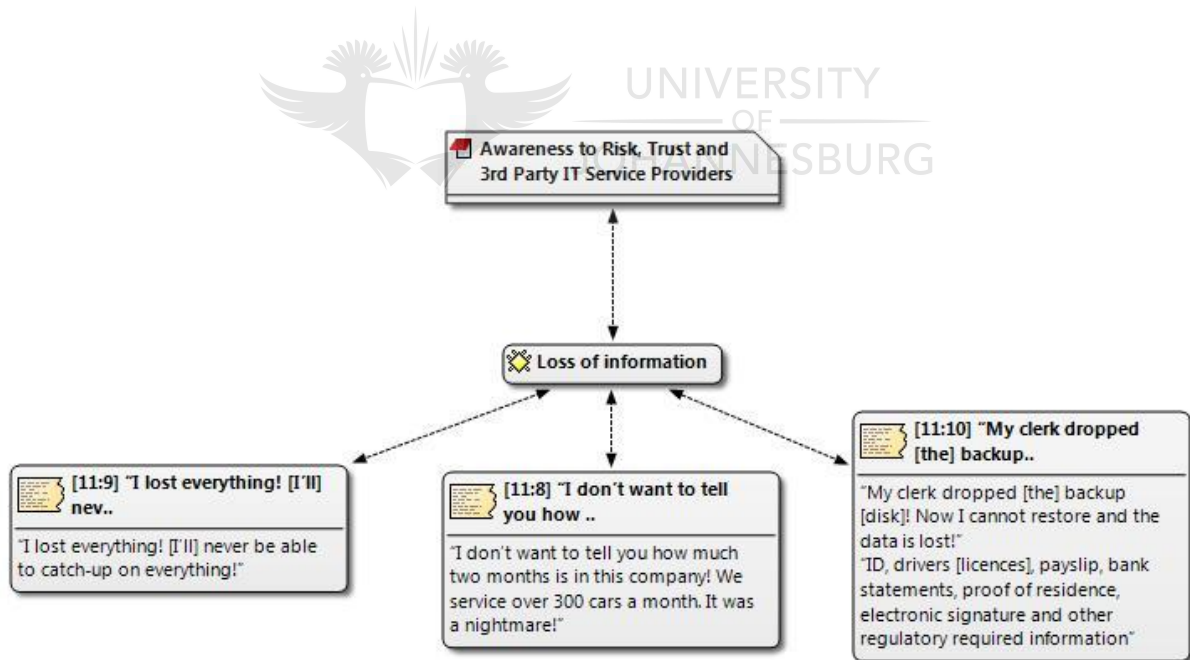 UNIVERSITY
OF
JOHANNESBURG
Awareness to Risk, Trust and
3rd Party IT Service Providers
Loss of information
[11:9] “I lost everything! [I’ll]
nev..
“I lost everything! [I’ll] never be able
to catch-up on everything!”
[11:8] “I don’t want to tell
you how ..
“I don’t want to tell you how much
two months is in this company! We
service over 300 cars a month. It was
a nightmare!”
[11:10] “My clerk dropped
[the] backup..
“My clerk dropped [the] backup
[disk]! Now I cannot restore and the
data is lost!”
“ID, drivers [licences], payslip, bank
statements, proof of residence,
electronic signature and other
regulatory required information”